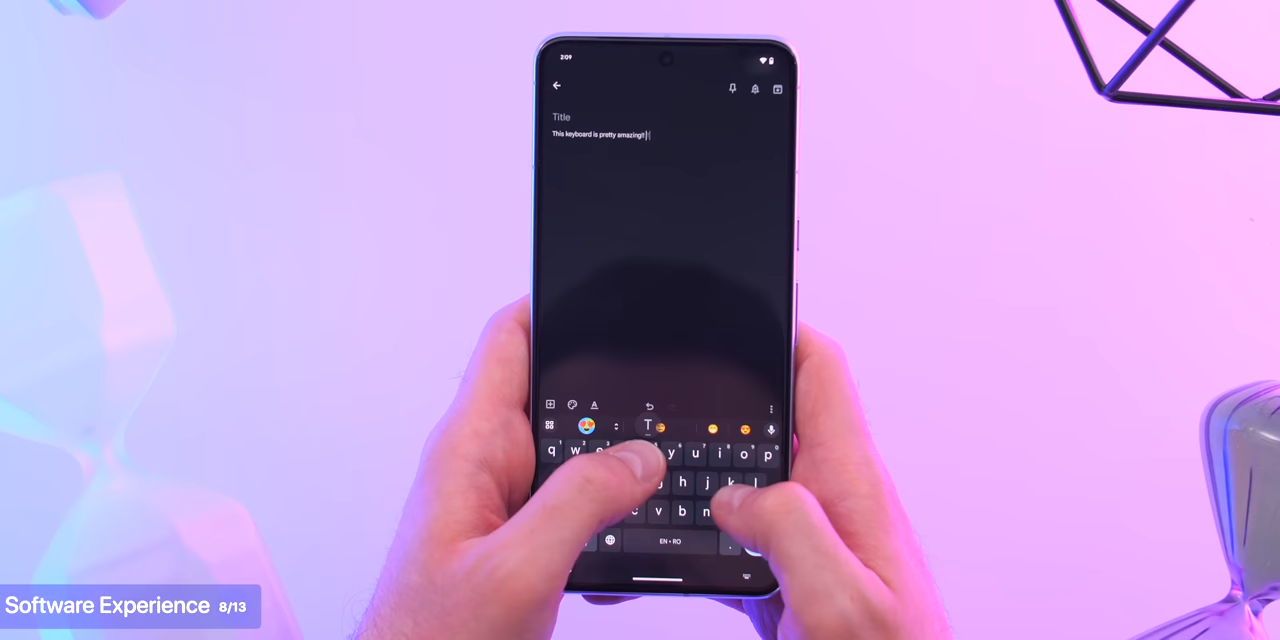 2:09
Title
This keyboard is pretty amazing!!
A
T
q w y u i o p
h j k l
c v b n
EN • RO
Software Experience 8/13